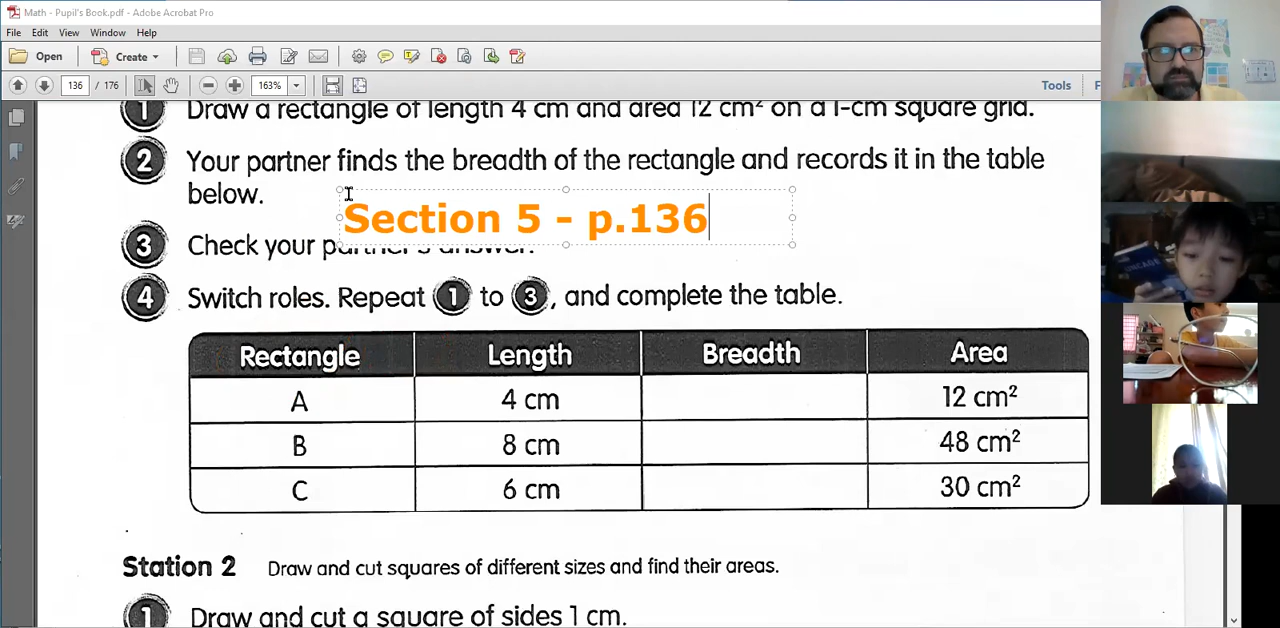 Math - Pupil's Book.pdf - Adobe Acrobat Pro
File Edit View Window Help
Open Create
136 / 176 163% Tools F
1 Draw a rectangle of length 4 cm and area 12 cm² on a 1-cm square grid.
2 Your partner finds the breadth of the rectangle and records it in the table
below.
Section 5 - p.136
3 Check your partner's answer.
4 Switch roles. Repeat 1 to 3, and complete the table.
Rectangle Length Breadth Area
A 4 cm 12 cm²
B 8 cm 48 cm²
C 6 cm 30 cm²
Station 2 Draw and cut squares of different sizes and find their areas.
1 Draw and cut a square of sides 1 cm.